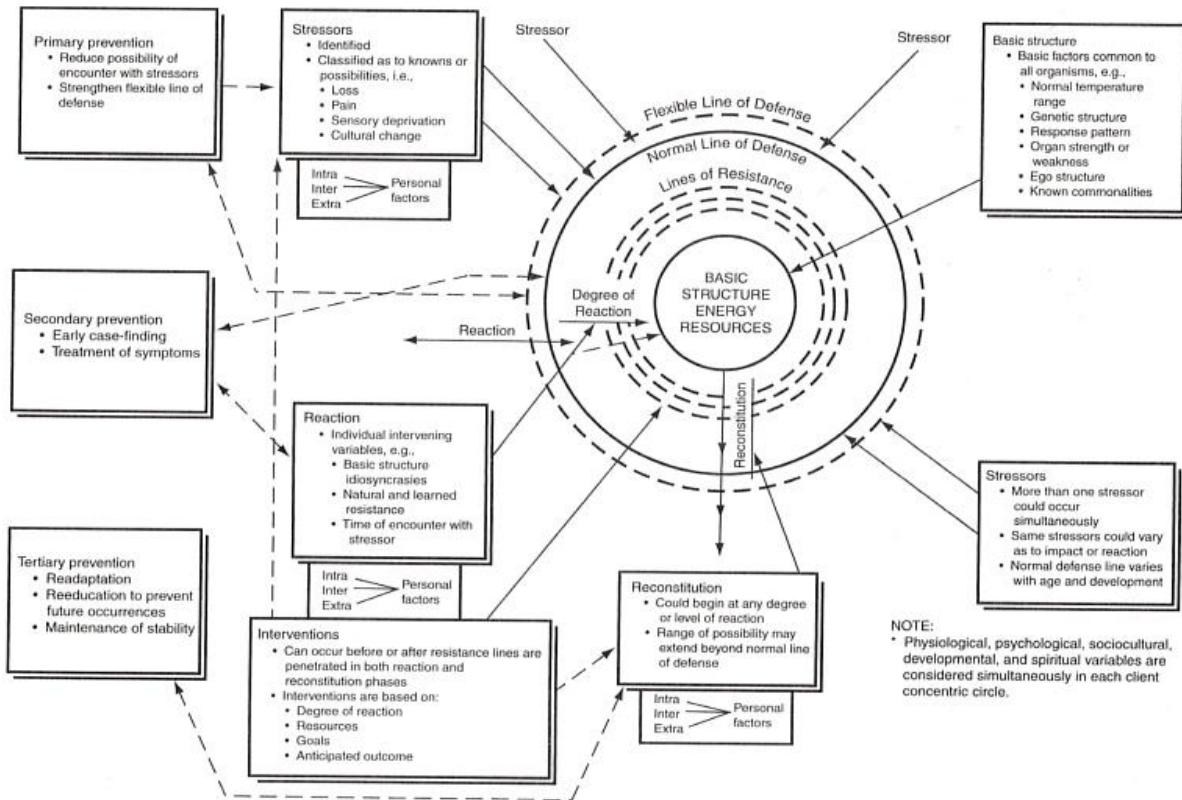 Primary prevention
• Reduce possibility of
encounter with stressors
• Strengthen flexible line of
defense
Stressors
• Identified
• Classified as to knowns or
possibilities, i.e.,
• Loss
• Pain
• Sensory deprivation
• Cultural change
Intra
Inter
Extra
Personal
factors
Stressor
Stressor
Basic structure
• Basic factors common to
all organisms, e.g.,
• Normal temperature
range
• Genetic structure
• Response pattern
• Organ strength or
weakness
• Ego structure
• Known commonalities
Flexible Line of Defense
Normal Line of Defense
Lines of Resistance
BASIC
STRUCTURE
ENERGY
RESOURCES
Degree of
Reaction
Reaction
Reconstitution
Secondary prevention
• Early case-finding
• Treatment of symptoms
Reaction
• Individual intervening
variables, e.g.,
• Basic structure
idiosyncrasies
• Natural and learned
resistance
• Time of encounter with
stressor
Intra
Inter
Extra
Personal
factors
Stressors
• More than one stressor
could occur
simultaneously
• Same stressors could vary
as to impact or reaction
• Normal defense line varies
with age and development
Tertiary prevention
• Readaptation
• Reeducation to prevent
future occurrences
• Maintenance of stability
Interventions
• Can occur before or after resistance lines are
penetrated in both reaction and
reconstitution phases
• Interventions are based on:
• Degree of reaction
• Resources
• Goals
• Anticipated outcome
Reconstitution
• Could begin at any degree
or level of reaction
• Range of possibility may
extend beyond normal line
of defense
Intra
Inter
Extra
Personal
factors
NOTE:
* Physiological, psychological, sociocultural,
developmental, and spiritual variables are
considered simultaneously in each client
concentric circle.